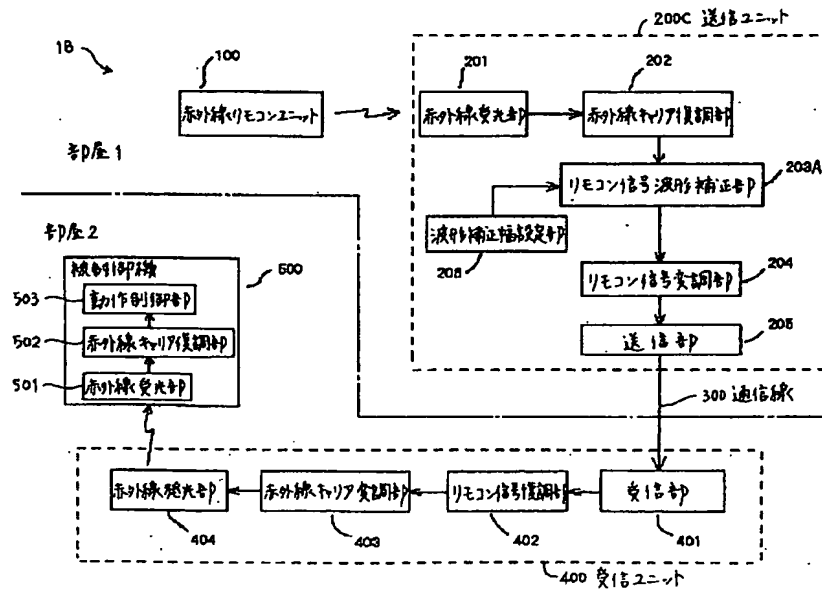 200C 送信ユニット
1B
100
201
202
赤外線リモコンユニット
赤外線受光部
赤外線キャリア復調部
部屋1
リモコン信号波形補正部
203A
部屋2
波形補正幅設定部
206
被制御機
500
リモコン信号変調部
204
503
動作制御部
502
赤外線キャリア復調部
送信部
205
501
赤外線受光部
300 通信線
赤外線発光部
赤外線キャリア変調部
リモコン信号復調部
受信部
404
403
402
401
400 受信ユニット